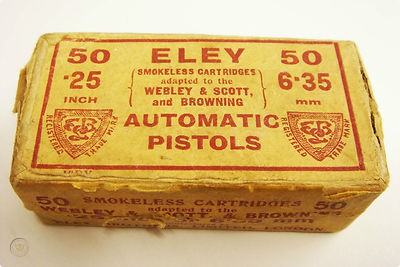 50 ELEY 50
·25 SMOKELESS CARTRIDGES 6·35
INCH adapted to the mm
WEBLEY & SCOTT,
and BROWNING
AUTOMATIC
PISTOLS
REGISTERED TRADE MARK
REGISTERED TRADE MARK
50 SMOKELESS CARTRIDGES 50
adapted to the
WEBLEY & SCOTT & BROWN
LONDON